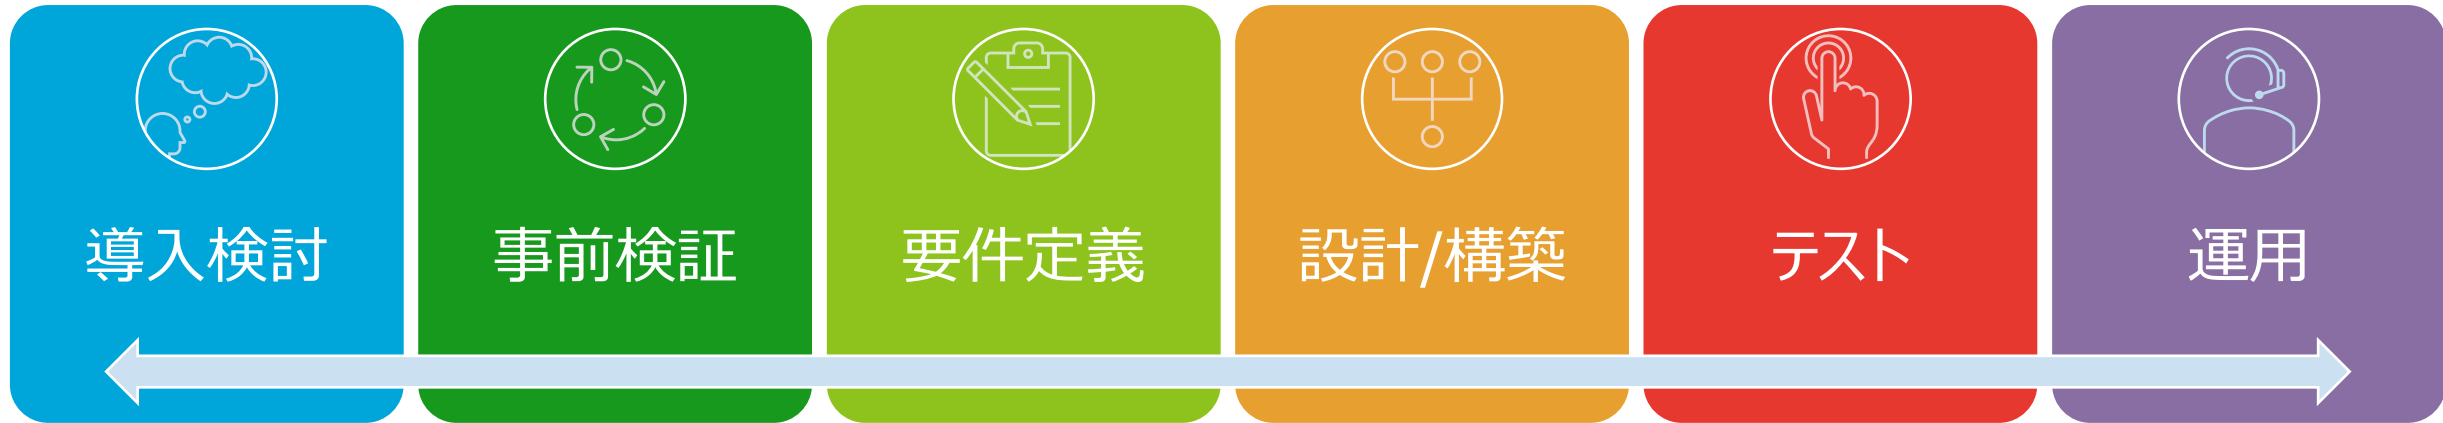 導入検討
事前検証
要件定義
設計/構築
テスト
運用